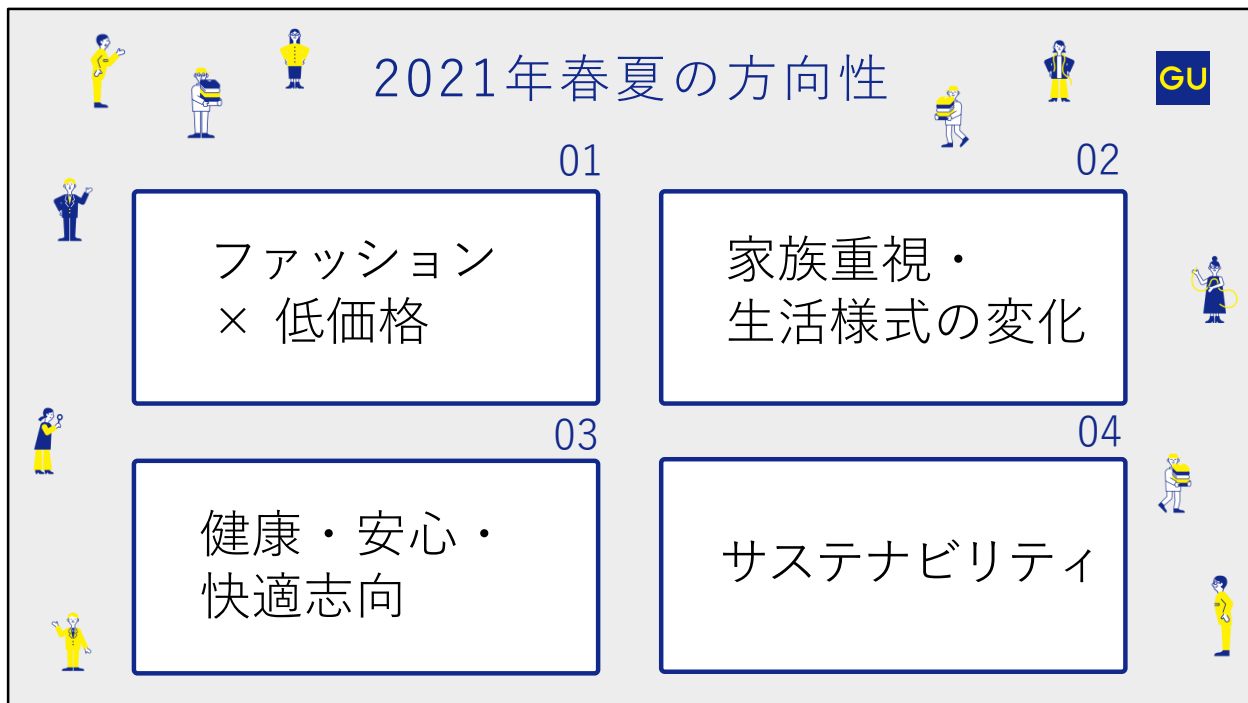 2021年春夏の方向性
GU
01
ファッション
× 低価格
02
家族重視・
生活様式の変化
03
健康・安心・
快適志向
04
サステナビリティ